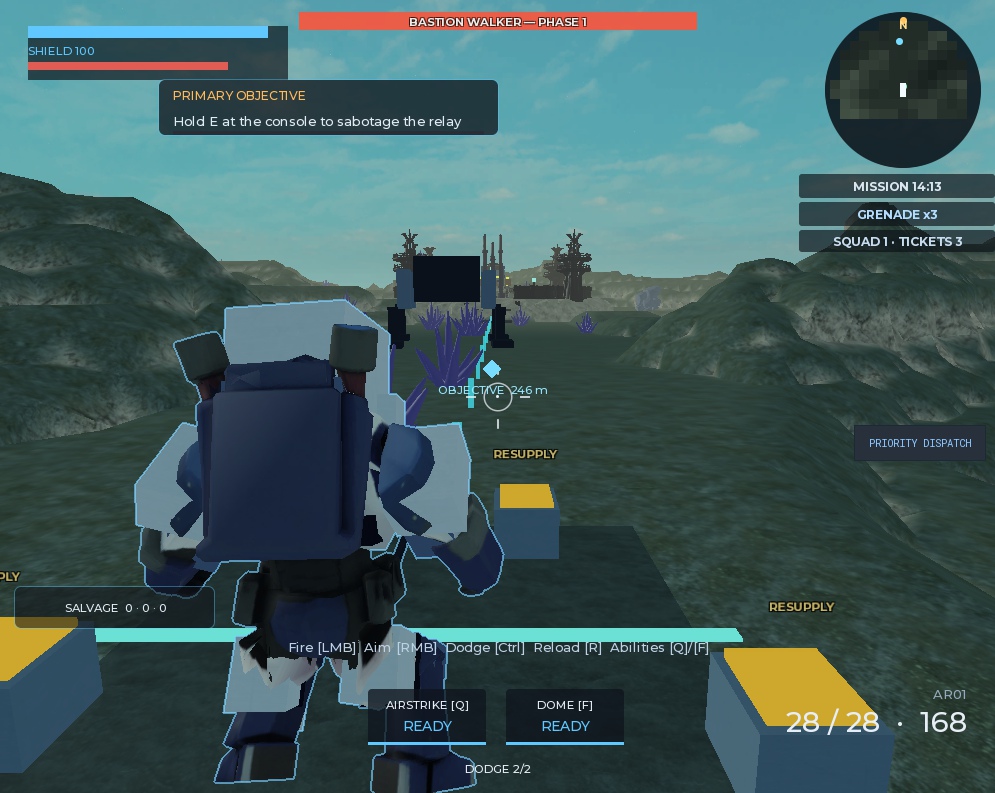 BASTION WALKER — PHASE 1
SHIELD 100
PRIMARY OBJECTIVE
Hold E at the console to sabotage the relay
N
MISSION 14:13
GRENADE x3
SQUAD 1 · TICKETS 3
OBJECTIVE 246 m
PRIORITY DISPATCH
RESUPPLY
PLY
SALVAGE 0 · 0 · 0
RESUPPLY
Fire [LMB] Aim [RMB] Dodge [Ctrl] Reload [R] Abilities [Q]/[F]
AIRSTRIKE [Q]
READY
DOME [F]
READY
AR01
28 / 28 · 168
DODGE 2/2